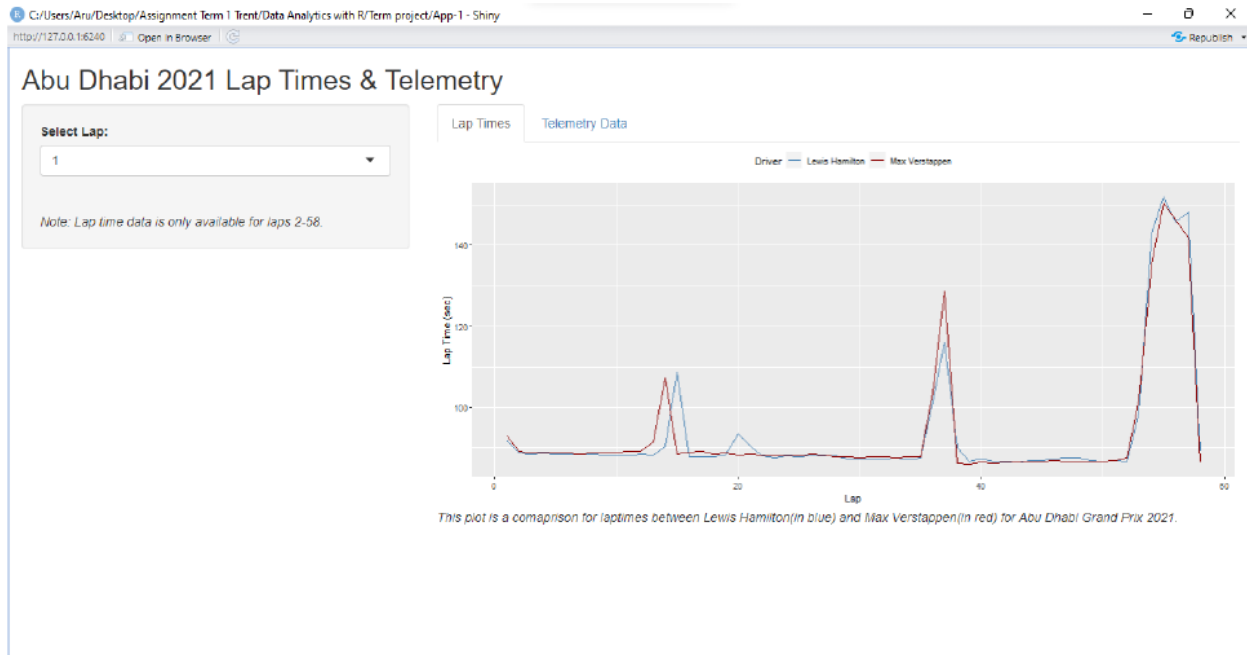 C:/Users/Aru/Desktop/Assignment Term 1 Trent/Data Analytics with R/Term project/App-1 - Shiny
http://127.0.0.1:6240 Open in Browser Republish
Abu Dhabi 2021 Lap Times & Telemetry
Select Lap:
1
Note: Lap time data is only available for laps 2-58.
Lap Times Telemetry Data
Driver Lewis Hamilton Max Verstappen
Lap Time (sec)
140
120
100
0 20 40 60
Lap
This plot is a comaprison for laptimes between Lewis Hamilton(in blue) and Max Verstappen(in red) for Abu Dhabi Grand Prix 2021.